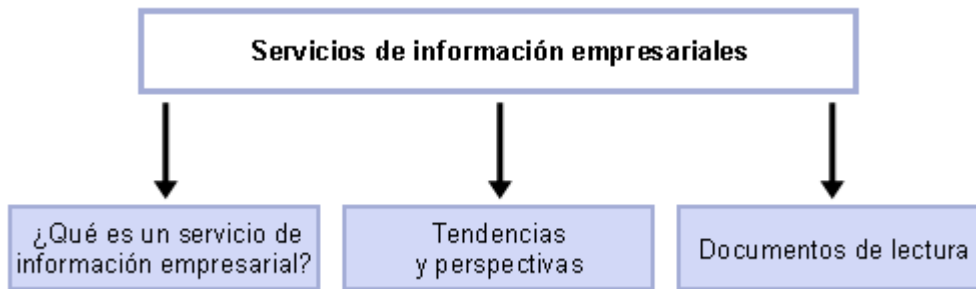 Servicios de información empresariales
¿Qué es un servicio de
información empresarial?
Tendencias
y perspectivas
Documentos de lectura